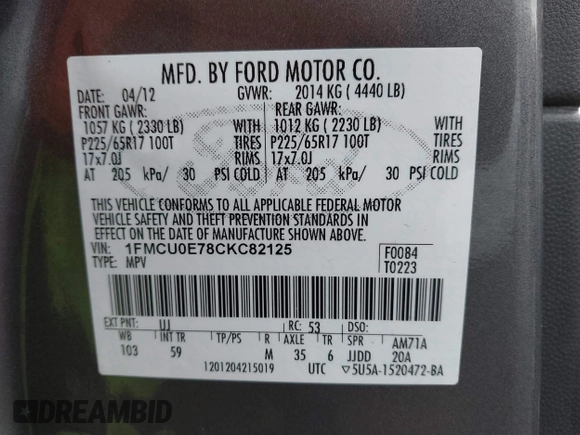 MFD. BY FORD MOTOR CO.
DATE: 04/12 GVWR: 2014 KG ( 4440 LB)
FRONT GAWR: REAR GAWR:
1057 KG ( 2330 LB) WITH 1012 KG ( 2230 LB) WITH
P225/65R17 100T TIRES P225/65R17 100T TIRES
17x7.0J RIMS 17x7.0J RIMS
AT 205 kPa/ 30 PSI COLD AT 205 kPa/ 30 PSI COLD
THIS VEHICLE CONFORMS TO ALL APPLICABLE FEDERAL MOTOR
VEHICLE SAFETY AND THEFT PREVENTION STANDARDS IN
EFFECT ON THE DATE OF MANUFACTURE SHOWN ABOVE.
VIN: 1FMCU0E78CKC82125 F0084
TYPE: MPV T0223
EXT PNT: UJ RC: 53 DSO:
WB INT TR TP/PS R AXLE TR SPR AM71A
103 59 M 35 6 JJDD 20A
1201204215019 UTC ▽5U5A-1520472-BA
Ford
DREAMBID